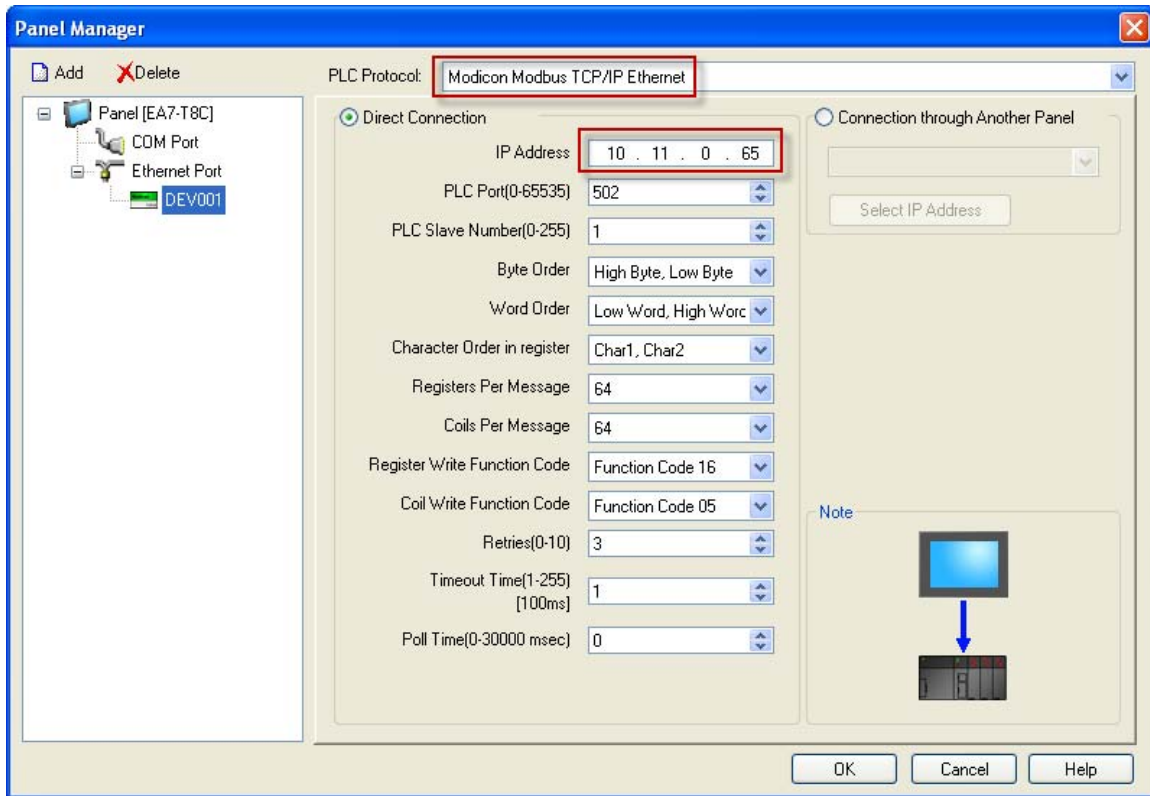 Panel Manager
Add Delete
PLC Protocol: Modicon Modbus TCP/IP Ethernet
Panel [EA7-T8C]
COM Port
Ethernet Port
DEV001
Direct Connection
IP Address 10 . 11 . 0 . 65
PLC Port(0-65535) 502
PLC Slave Number(0-255) 1
Byte Order High Byte, Low Byte
Word Order Low Word, High Word
Character Order in register Char1, Char2
Registers Per Message 64
Coils Per Message 64
Register Write Function Code Function Code 16
Coil Write Function Code Function Code 05
Retries(0-10) 3
Timeout Time(1-255)
[100ms] 1
Poll Time(0-30000 msec) 0
Connection through Another Panel
Select IP Address
Note
OK Cancel Help